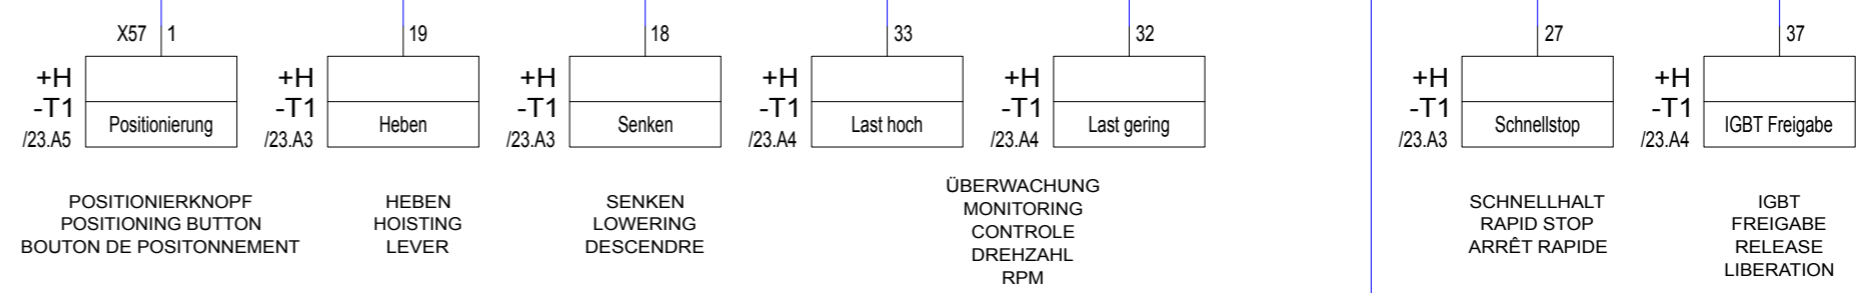 X57 1
+H
-T1
/23.A5
Positionierung
POSITIONIERKNOPF
POSITIONING BUTTON
BOUTON DE POSITONNEMENT
19
+H
-T1
/23.A3
Heben
HEBEN
HOISTING
LEVER
18
+H
-T1
/23.A3
Senken
SENKEN
LOWERING
DESCENDRE
33
+H
-T1
/23.A4
Last hoch
32
+H
-T1
/23.A4
Last gering
ÜBERWACHUNG
MONITORING
CONTROLE
DREHZAHL
RPM
27
+H
-T1
/23.A3
Schnellstop
SCHNELLHALT
RAPID STOP
ARRÊT RAPIDE
37
+H
-T1
/23.A4
IGBT Freigabe
IGBT
FREIGABE
RELEASE
LIBERATION